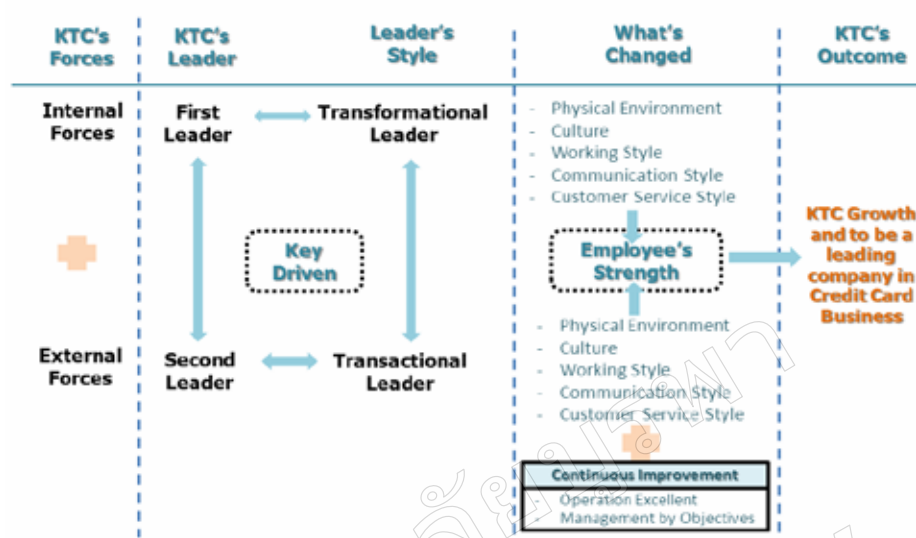 KTC's
Forces
KTC's
Leader
Leader's
Style
What's
Changed
KTC's
Outcome
Internal
Forces
First
Leader
Transformational
Leader
- Physical Environment
- Culture
- Working Style
- Communication Style
- Customer Service Style
Key
Driven
Employee's
Strength
KTC Growth
and to be a
leading
company in
Credit Card
Business
External
Forces
Second
Leader
Transactional
Leader
- Physical Environment
- Culture
- Working Style
- Communication Style
- Customer Service Style
Continuous Improvement
- Operation Excellent
- Management by Objectives